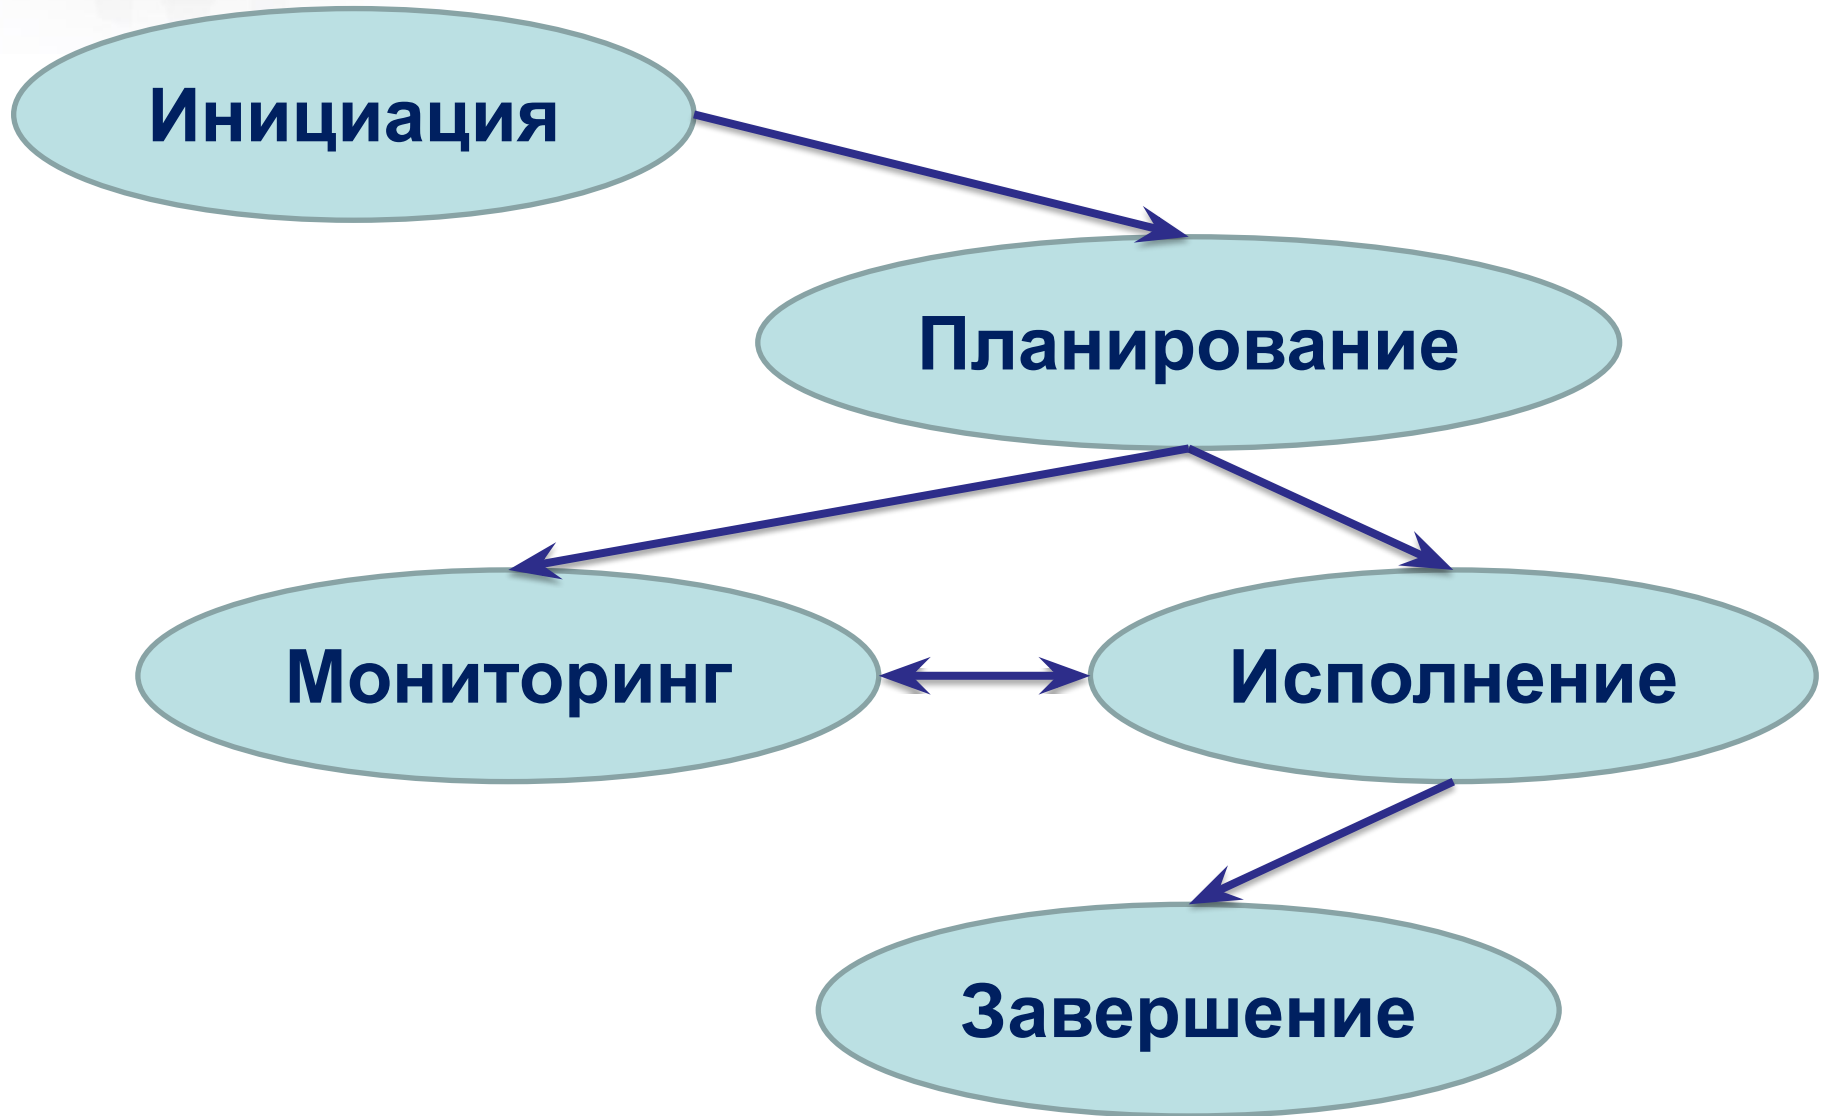 Инициация
Планирование
Мониторинг
Исполнение
Завершение